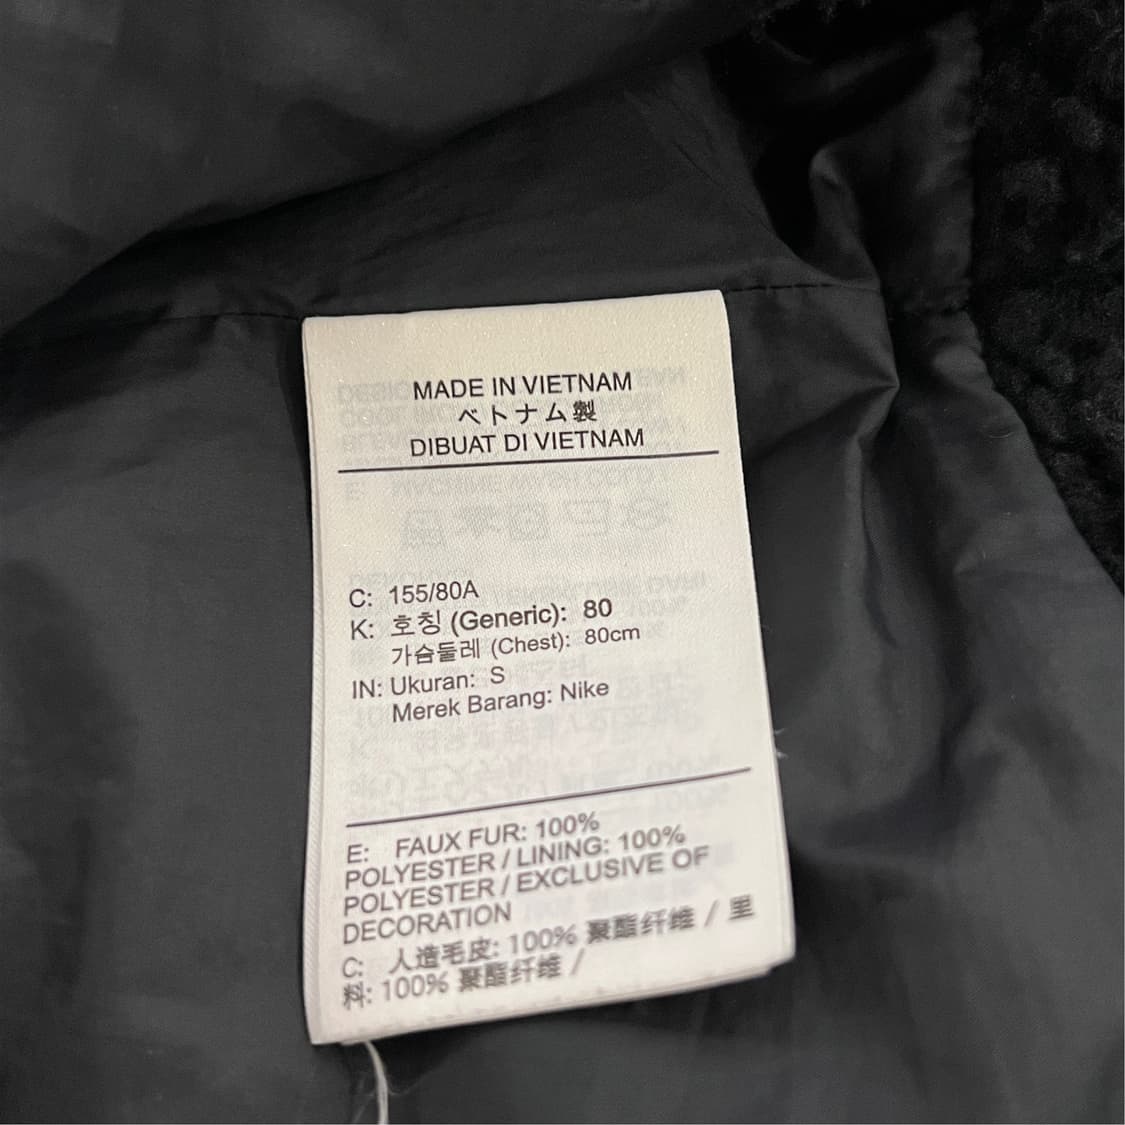 MADE IN VIETNAM
ベトナム製
DIBUAT DI VIETNAM
C: 155/80A
K: 호칭 (Generic): 80
가슴둘레 (Chest): 80cm
IN: Ukuran: S
Merek Barang: Nike
E: FAUX FUR: 100%
POLYESTER / LINING: 100%
POLYESTER / EXCLUSIVE OF
DECORATION
C: 人造毛皮: 100% 聚酯纤维 / 里
料: 100% 聚酯纤维 /